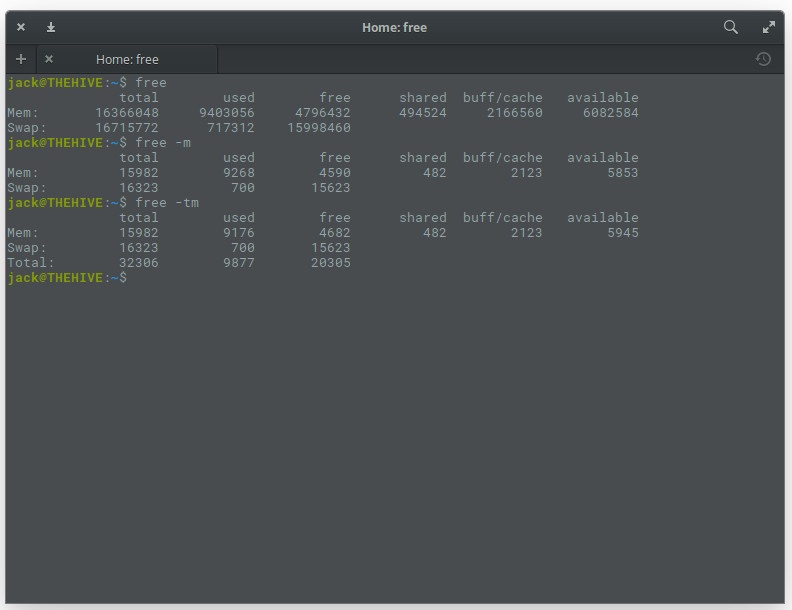 Home: free
Home: free
jack@THEHIVE:~$ free
total used free shared buff/cache available
Mem: 16366048 9403056 4796432 494524 2166560 6082584
Swap: 16715772 717312 15998460
jack@THEHIVE:~$ free -m
total used free shared buff/cache available
Mem: 15982 9268 4590 482 2123 5853
Swap: 16323 700 15623
jack@THEHIVE:~$ free -tm
total used free shared buff/cache available
Mem: 15982 9176 4682 482 2123 5945
Swap: 16323 700 15623
Total: 32306 9877 20305
jack@THEHIVE:~$